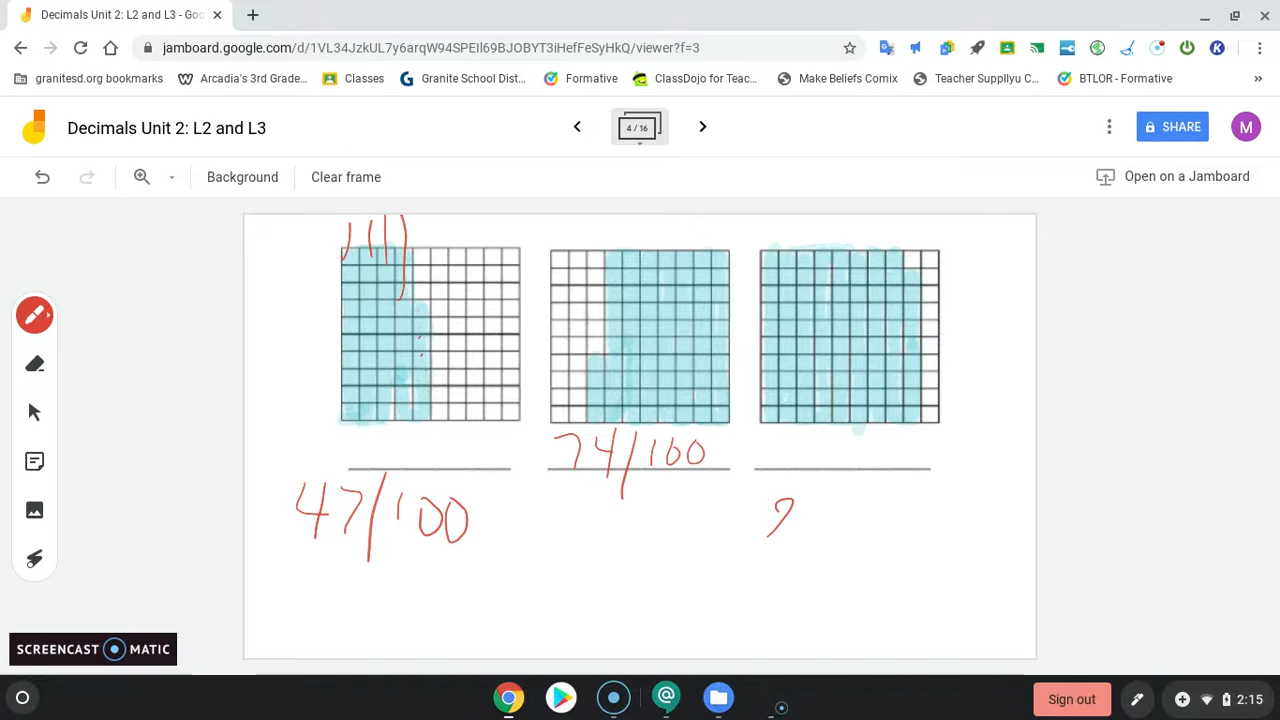 Decimals Unit 2: L2 and L3 - Goo
jamboard.google.com/d/1VL34JzkUL7y6arqW94SPEIl69BJOBYT3iHefFeSyHkQ/viewer?f=3
granitesd.org bookmarks Arcadia's 3rd Grade... Classes Granite School Dist... Formative ClassDojo for Teac... Make Beliefs Comix Teacher Suppllyu C... BTLOR - Formative
Decimals Unit 2: L2 and L3
4 / 16
SHARE
M
Background
Clear frame
Open on a Jamboard
74/100
47/100
SCREENCAST MATIC
Sign out
2:15